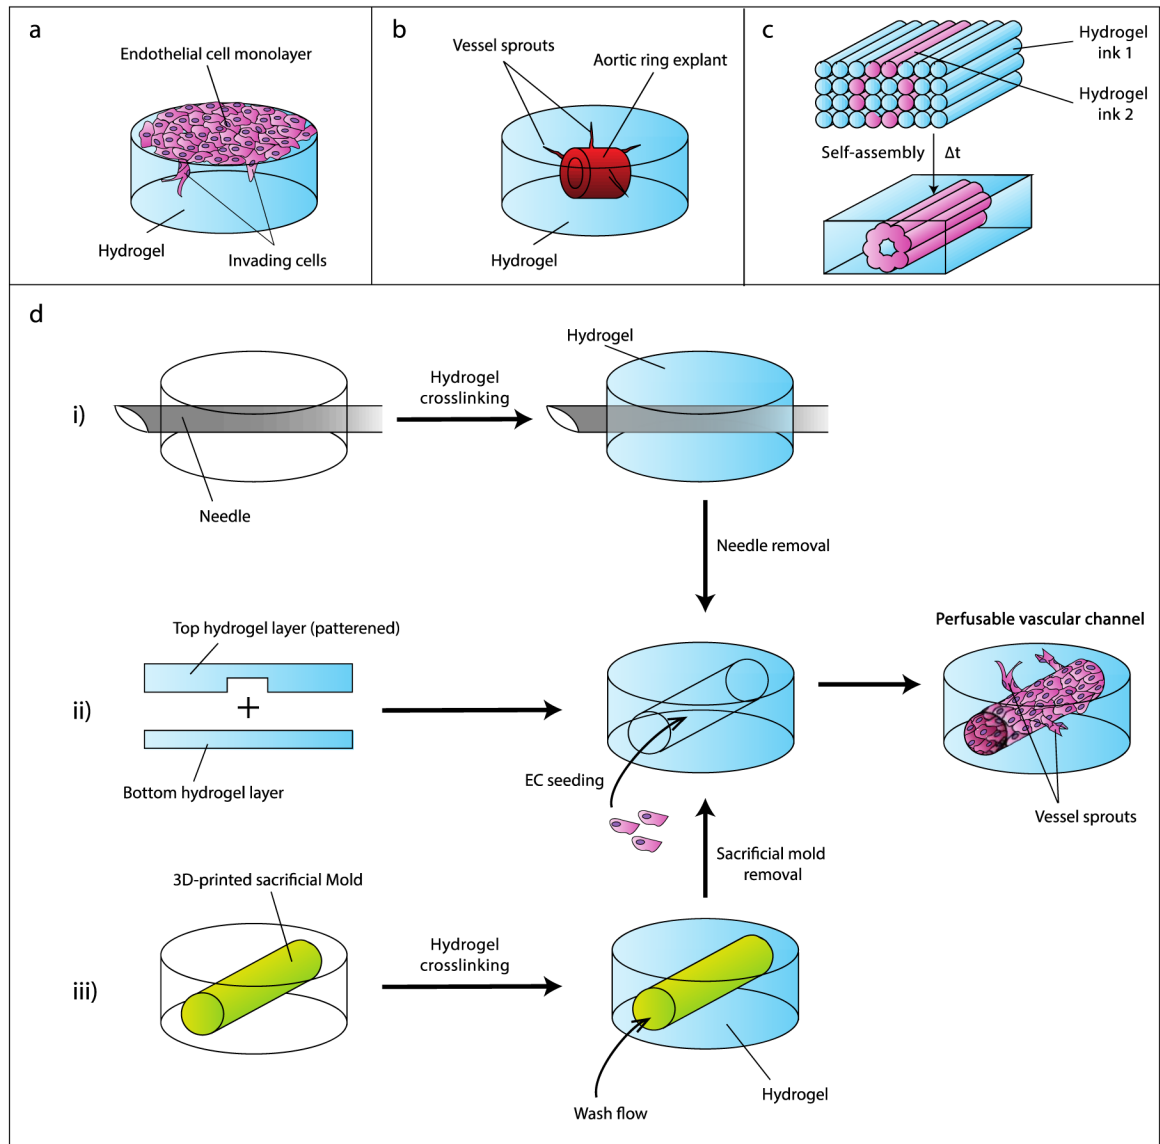 a
Endothelial cell monolayer
Hydrogel
Invading cells
b
Vessel sprouts
Aortic ring explant
Hydrogel
c
Hydrogel
ink 1
Hydrogel
ink 2
Self-assembly
Δt
d
i)
Needle
Hydrogel
crosslinking
Hydrogel
Needle removal
ii)
Top hydrogel layer (patterened)
+
Bottom hydrogel layer
EC seeding
Perfusable vascular channel
Vessel sprouts
Sacrificial mold
removal
iii)
3D-printed sacrificial Mold
Hydrogel
crosslinking
Wash flow
Hydrogel